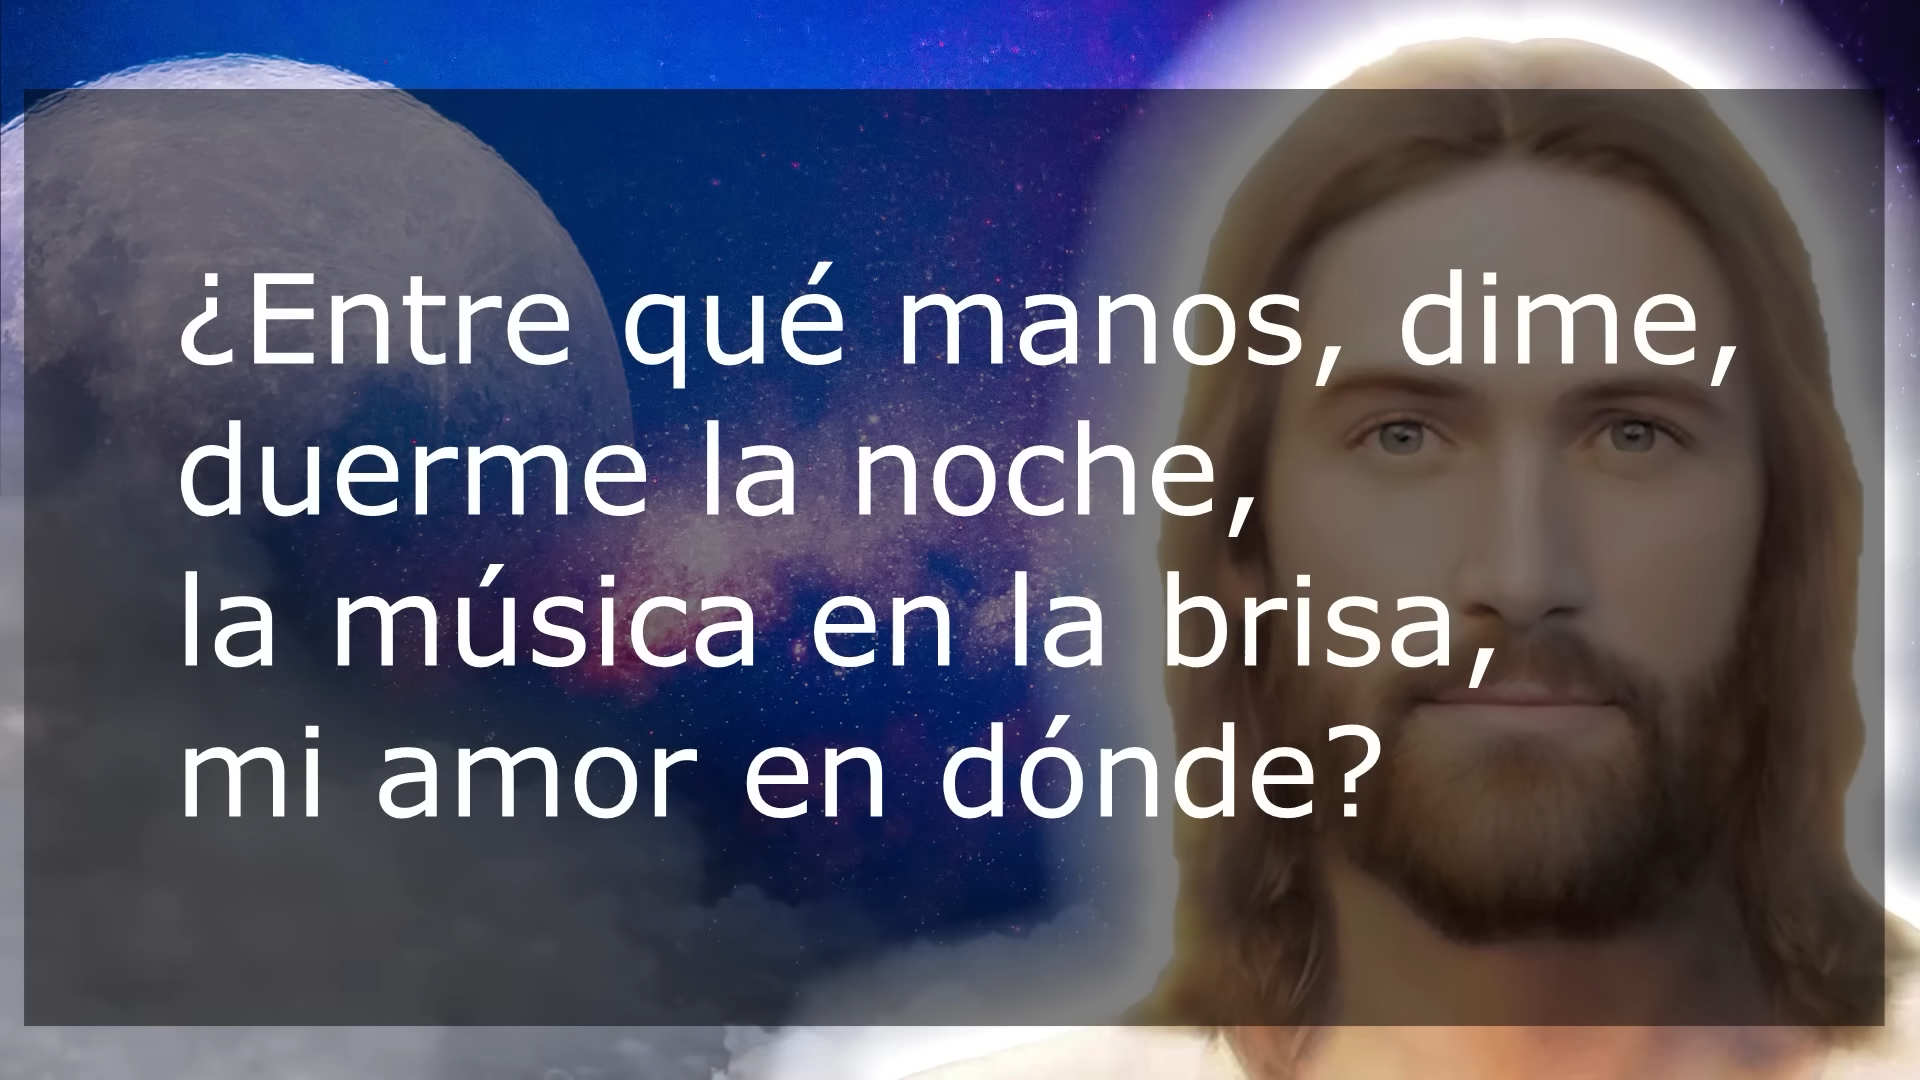 ¿Entre qué manos, dime,
duerme la noche,
la música en la brisa,
mi amor en dónde?